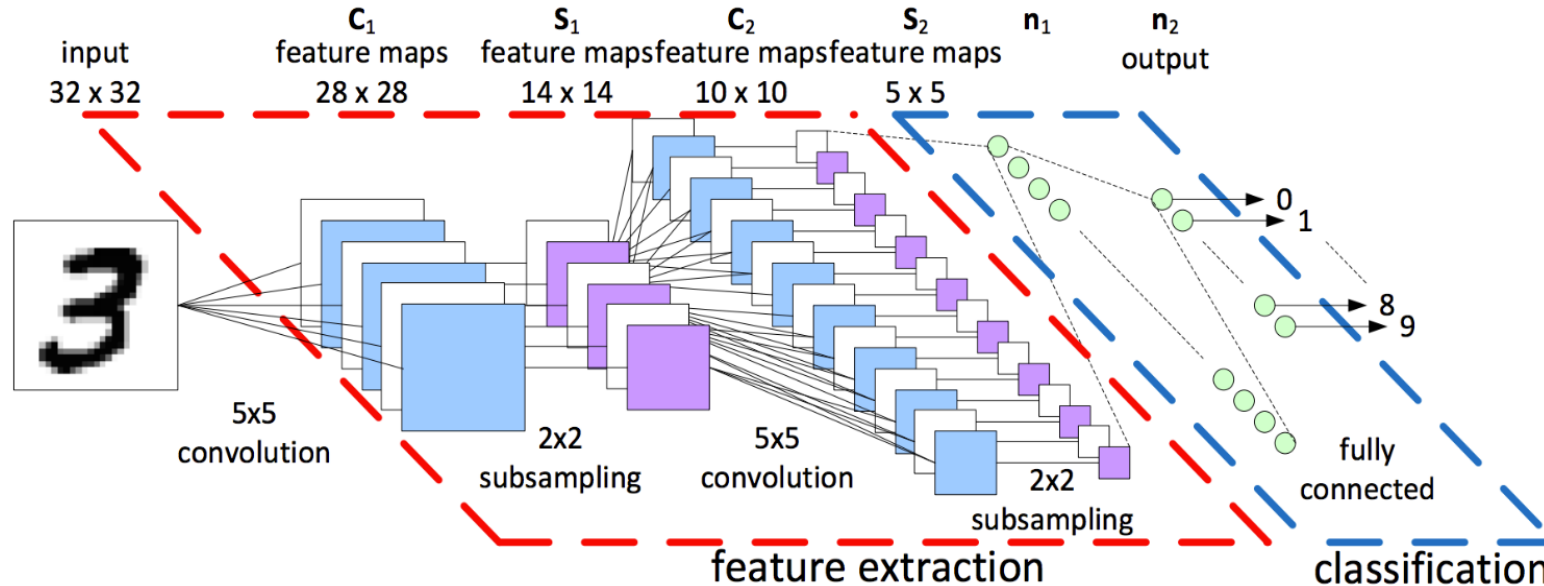 input
32 x 32
C1
feature maps
28 x 28
S1
feature maps
14 x 14
C2
feature maps
10 x 10
S2
feature maps
5 x 5
n1
n2
output
3
0
1
8
9
5x5
convolution
2x2
subsampling
5x5
convolution
2x2
subsampling
fully
connected
feature extraction
classification